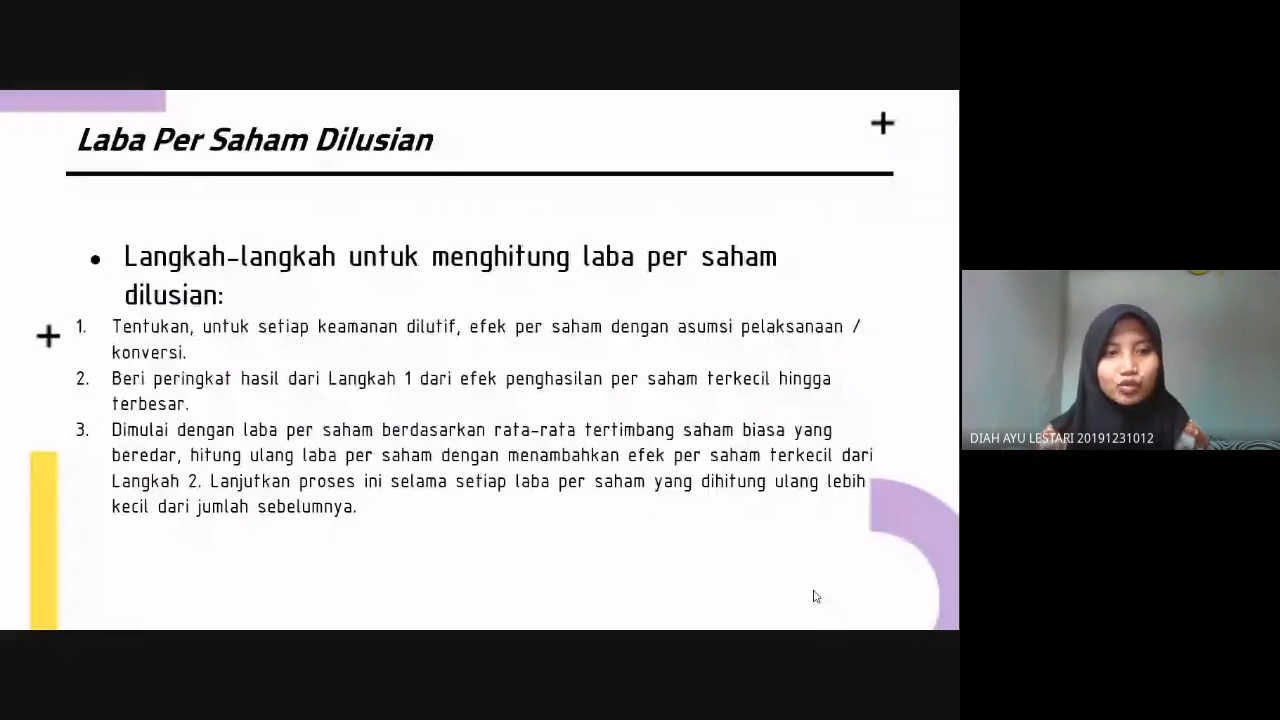 Laba Per Saham Dilusian
Langkah-langkah untuk menghitung laba per saham
dilusian:
1. Tentukan, untuk setiap keamanan dilutif, efek per saham dengan asumsi pelaksanaan /
konversi.
2. Beri peringkat hasil dari Langkah 1 dari efek penghasilan per saham terkecil hingga
terbesar.
3. Dimulai dengan laba per saham berdasarkan rata-rata tertimbang saham biasa yang
beredar, hitung ulang laba per saham dengan menambahkan efek per saham terkecil dari
Langkah 2. Lanjutkan proses ini selama setiap laba per saham yang dihitung ulang lebih
kecil dari jumlah sebelumnya.
DIAH AYU LESTARI 20191231012